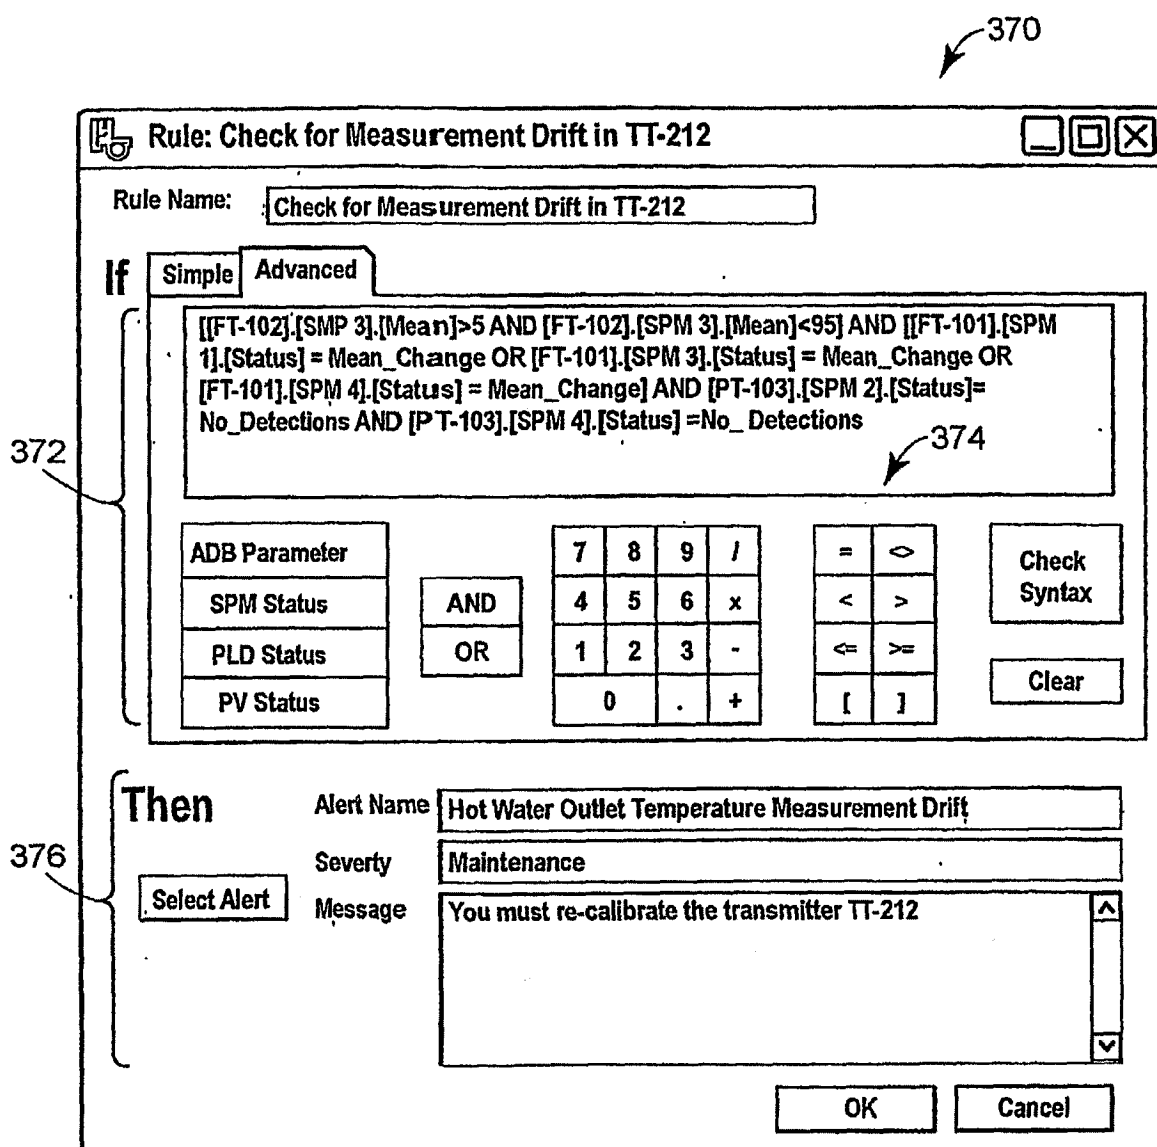 370
Rule: Check for Measurement Drift in TT-212
Rule Name: Check for Measurement Drift in TT-212
If Simple Advanced
[[FT-102].[SMP 3].[Mean]>5 AND [FT-102].[SPM 3].[Mean]<95] AND [[FT-101].[SPM
1].[Status] = Mean_Change OR [FT-101].[SPM 3].[Status] = Mean_Change OR
[FT-101].[SPM 4].[Status] = Mean_Change] AND [PT-103].[SPM 2].[Status]=
No_Detections AND [PT-103].[SPM 4].[Status] =No_ Detections
372
374
ADB Parameter 7 8 9 / = <> Check
Syntax
SPM Status AND 4 5 6 x < >
PLD Status OR 1 2 3 - <= >=
PV Status 0 . + [ ] Clear
376
Then Alert Name Hot Water Outlet Temperature Measurement Drift
Severty Maintenance
Select Alert Message You must re-calibrate the transmitter TT-212
OK Cancel